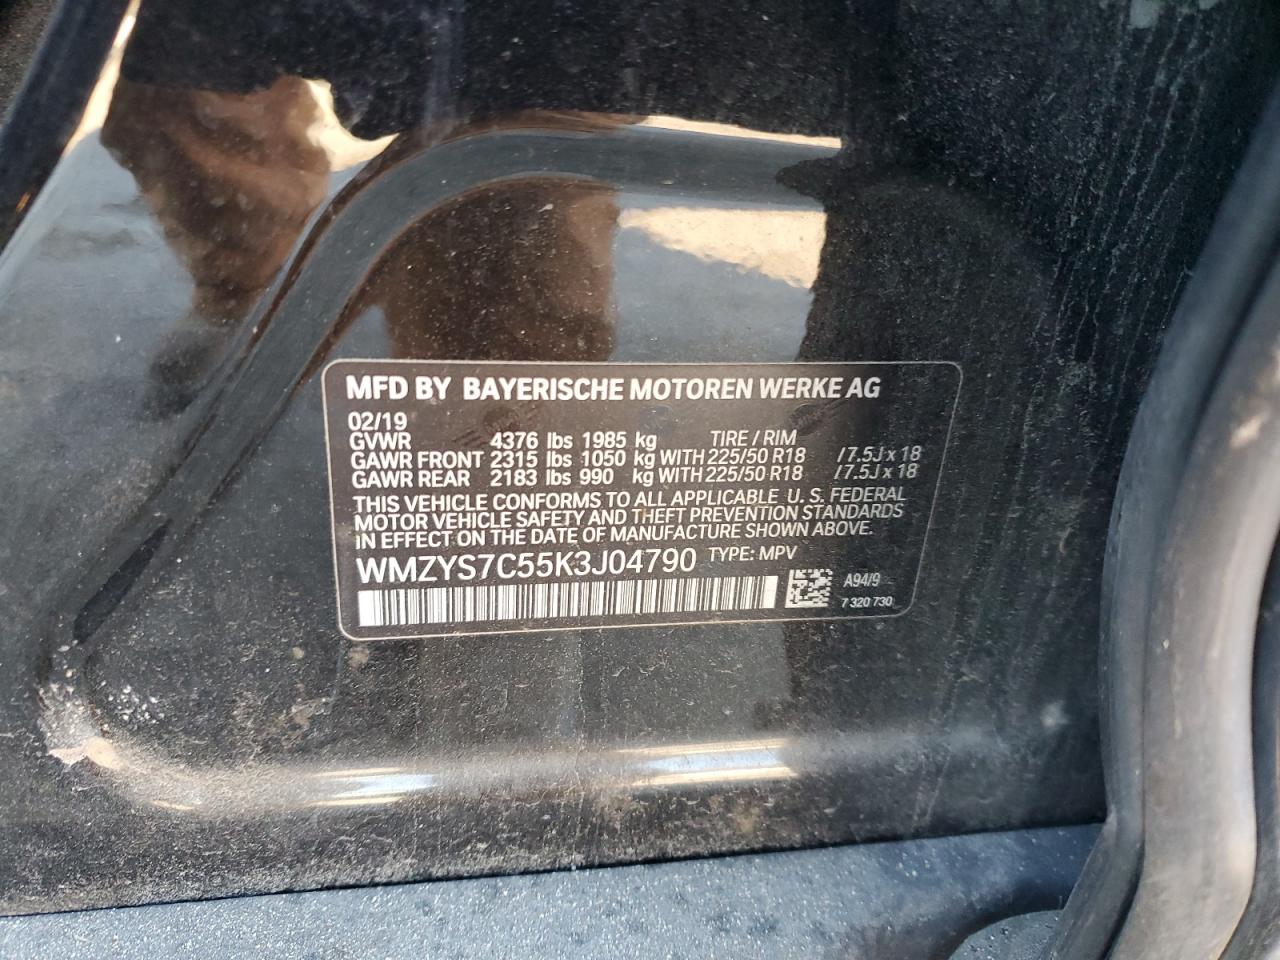 MFD BY BAYERISCHE MOTOREN WERKE AG
02/19
GVWR 4376 lbs 1985 kg TIRE / RIM
GAWR FRONT 2315 lbs 1050 kg WITH 225/50 R18 /7.5J x 18
GAWR REAR 2183 lbs 990 kg WITH 225/50 R18 /7.5J x 18
THIS VEHICLE CONFORMS TO ALL APPLICABLE U. S. FEDERAL
MOTOR VEHICLE SAFETY AND THEFT PREVENTION STANDARDS
IN EFFECT ON THE DATE OF MANUFACTURE SHOWN ABOVE.
WMZYS7C55K3J04790 TYPE: MPV
A94/9
7 320 730